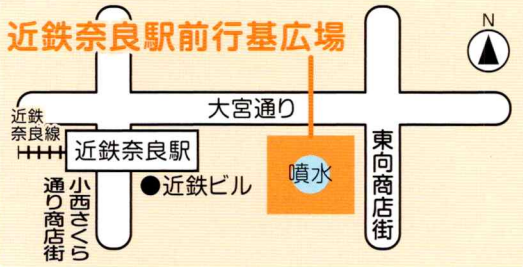 近鉄奈良駅前行基広場
N
大宮通り
近鉄
奈良線
近鉄奈良駅
噴水
東向商店街
●近鉄ビル
小西さくら
通り商店街